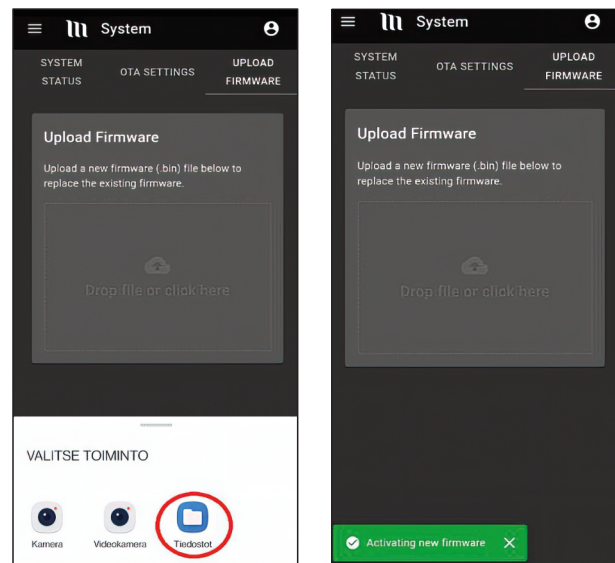 System
SYSTEM
STATUS
OTA SETTINGS
UPLOAD
FIRMWARE
Upload Firmware
Upload a new firmware (.bin) file below to
replace the existing firmware.
Drop file or click here
VALITSE TOIMINTO
Kamera
Videokamera
Tiedostot
System
SYSTEM
STATUS
OTA SETTINGS
UPLOAD
FIRMWARE
Upload Firmware
Upload a new firmware (.bin) file below to
replace the existing firmware.
Drop file or click here
Activating new firmware